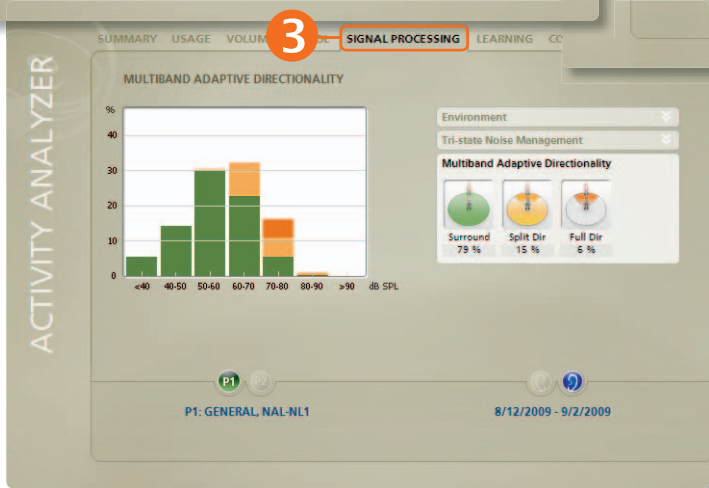 3
SUMMARY USAGE SIGNAL PROCESSING LEARNING
ACTIVITY ANALYZER
MULTIBAND ADAPTIVE DIRECTIONALITY
%
40
30
20
10
0
<40 40-50 50-60 60-70 70-80 80-90 >90 dB SPL
Environment
Tri-state Noise Management
Multiband Adaptive Directionality
Surround Split Dir Full Dir
79 % 15 % 6 %
P1 P2
P1: GENERAL, NAL-NL1
8/12/2009 - 9/2/2009